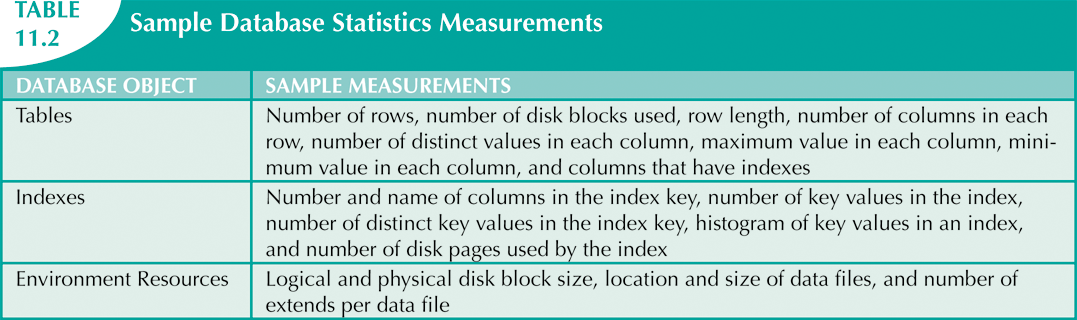 TABLE
11.2
Sample Database Statistics Measurements
DATABASE OBJECT
SAMPLE MEASUREMENTS
Tables
Number of rows, number of disk blocks used, row length, number of columns in each
row, number of distinct values in each column, maximum value in each column, mini-
mum value in each column, and columns that have indexes
Indexes
Number and name of columns in the index key, number of key values in the index,
number of distinct key values in the index key, histogram of key values in an index,
and number of disk pages used by the index
Environment Resources
Logical and physical disk block size, location and size of data files, and number of
extends per data file